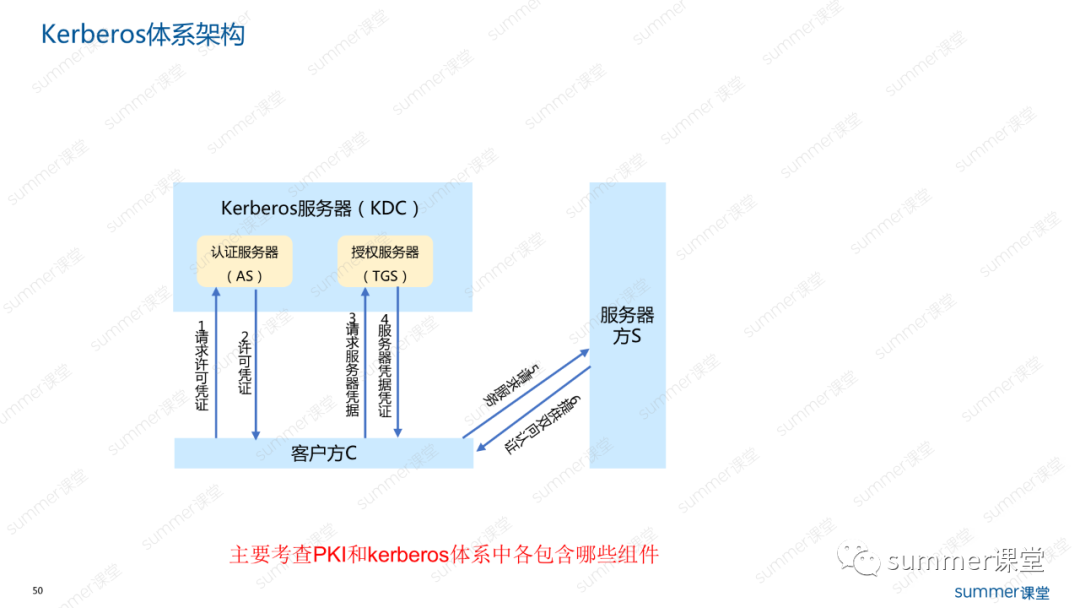 Kerberos体系架构
Kerberos服务器（KDC）
认证服务器
（AS）
授权服务器
（TGS）
服务器
方S
1请求许可凭证
2许可凭证
3请求服务器凭据
4服务器凭据凭证
5请求服务
6提供双向认证
客户方C
主要考查PKI和kerberos体系中各包含哪些组件
summer课堂
50
summer课堂